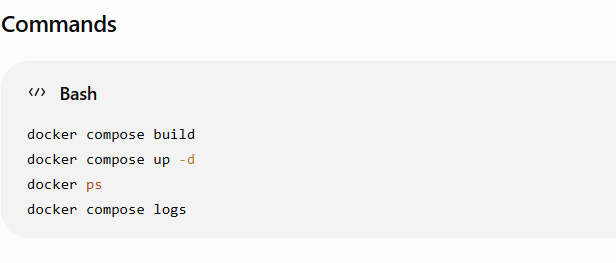 Commands
</> Bash
docker compose build
docker compose up -d
docker ps
docker compose logs